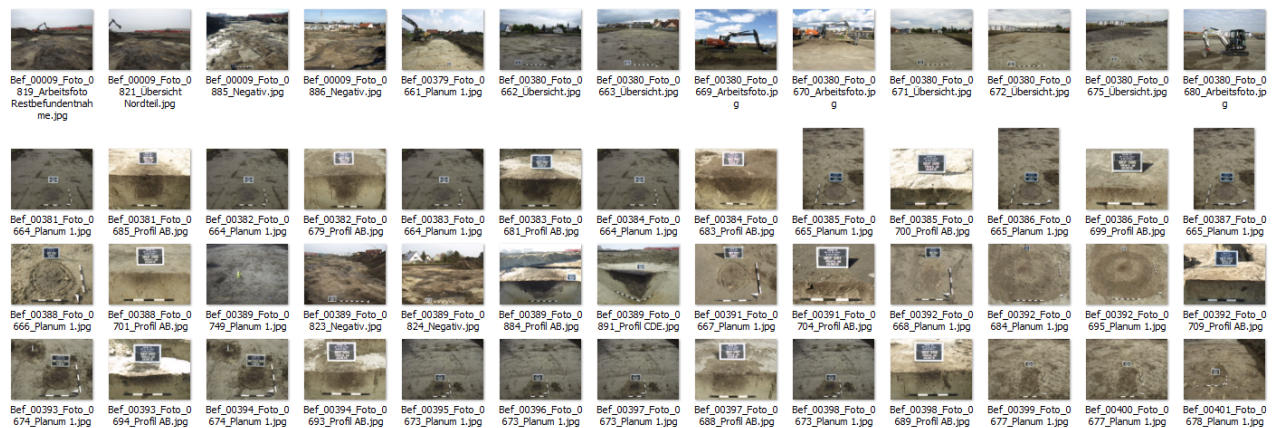 Bef_00009_Foto_0
819_Arbeitsfoto
Restbefundentnah
me.jpg
Bef_00009_Foto_0
821_Übersicht
Nordteil.jpg
Bef_00009_Foto_0
885_Negativ.jpg
Bef_00009_Foto_0
886_Negativ.jpg
Bef_00379_Foto_0
661_Planum 1.jpg
Bef_00380_Foto_0
662_Übersicht.jpg
Bef_00380_Foto_0
663_Übersicht.jpg
Bef_00380_Foto_0
669_Arbeitsfoto.jp
g
Bef_00380_Foto_0
670_Arbeitsfoto.jp
g
Bef_00380_Foto_0
671_Übersicht.jpg
Bef_00380_Foto_0
672_Übersicht.jpg
Bef_00380_Foto_0
675_Übersicht.jpg
Bef_00380_Foto_0
680_Arbeitsfoto.jp
g
Bef_00381_Foto_0
664_Planum 1.jpg
Bef_00381_Foto_0
685_Profil AB.jpg
Bef_00382_Foto_0
664_Planum 1.jpg
Bef_00382_Foto_0
679_Profil AB.jpg
Bef_00383_Foto_0
664_Planum 1.jpg
Bef_00383_Foto_0
681_Profil AB.jpg
Bef_00384_Foto_0
664_Planum 1.jpg
Bef_00384_Foto_0
683_Profil AB.jpg
Bef_00385_Foto_0
665_Planum 1.jpg
Bef_00385_Foto_0
700_Profil AB.jpg
Bef_00386_Foto_0
665_Planum 1.jpg
Bef_00386_Foto_0
699_Profil AB.jpg
Bef_00387_Foto_0
665_Planum 1.jpg
Bef_00388_Foto_0
666_Planum 1.jpg
Bef_00388_Foto_0
701_Profil AB.jpg
Bef_00389_Foto_0
749_Planum 1.jpg
Bef_00389_Foto_0
823_Negativ.jpg
Bef_00389_Foto_0
824_Negativ.jpg
Bef_00389_Foto_0
884_Profil AB.jpg
Bef_00389_Foto_0
891_Profil CDE.jpg
Bef_00391_Foto_0
667_Planum 1.jpg
Bef_00391_Foto_0
704_Profil AB.jpg
Bef_00392_Foto_0
668_Planum 1.jpg
Bef_00392_Foto_0
684_Planum 1.jpg
Bef_00392_Foto_0
695_Planum 1.jpg
Bef_00392_Foto_0
709_Profil AB.jpg
Bef_00393_Foto_0
674_Planum 1.jpg
Bef_00393_Foto_0
694_Profil AB.jpg
Bef_00394_Foto_0
674_Planum 1.jpg
Bef_00394_Foto_0
693_Profil AB.jpg
Bef_00395_Foto_0
673_Planum 1.jpg
Bef_00396_Foto_0
673_Planum 1.jpg
Bef_00397_Foto_0
673_Planum 1.jpg
Bef_00397_Foto_0
688_Profil AB.jpg
Bef_00398_Foto_0
673_Planum 1.jpg
Bef_00398_Foto_0
689_Profil AB.jpg
Bef_00399_Foto_0
677_Planum 1.jpg
Bef_00400_Foto_0
677_Planum 1.jpg
Bef_00401_Foto_0
678_Planum 1.jpg